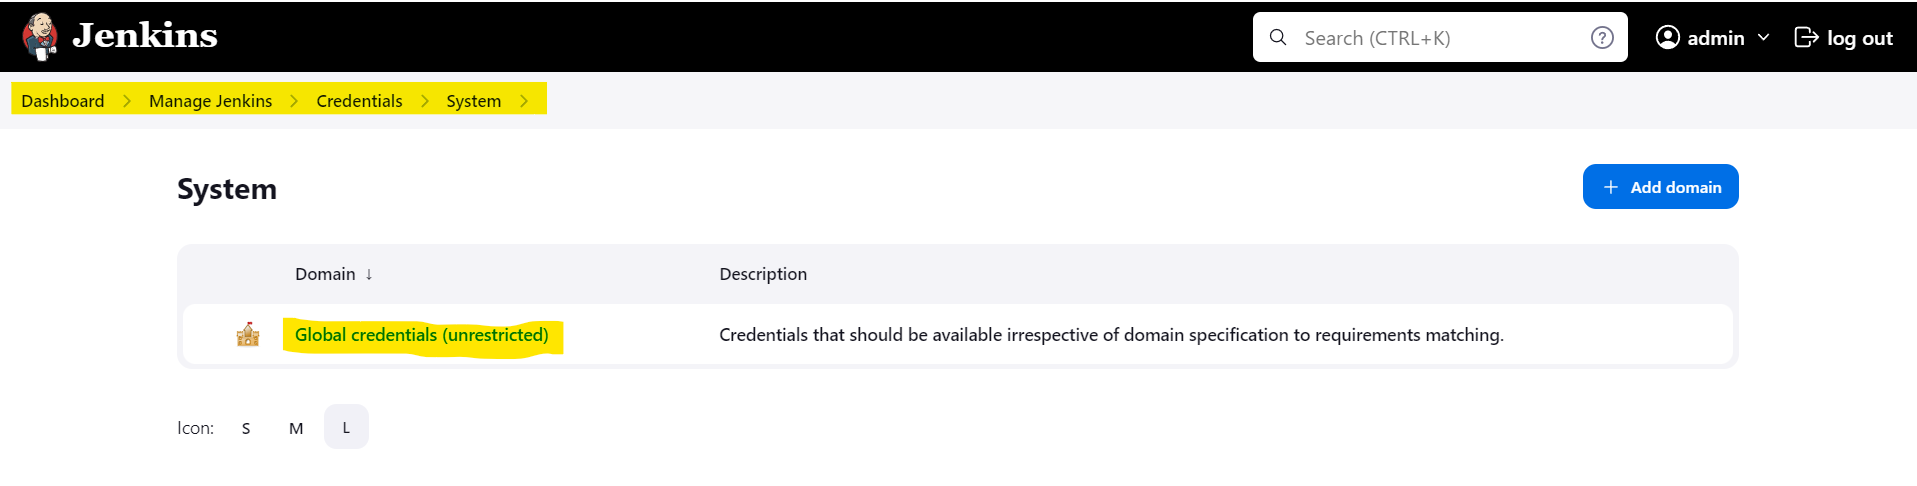 Jenkins Search (CTRL+K) admin log out
Dashboard Manage Jenkins Credentials System
System + Add domain
Domain ↓ Description
Global credentials (unrestricted) Credentials that should be available irrespective of domain specification to requirements matching.
Icon: S M L